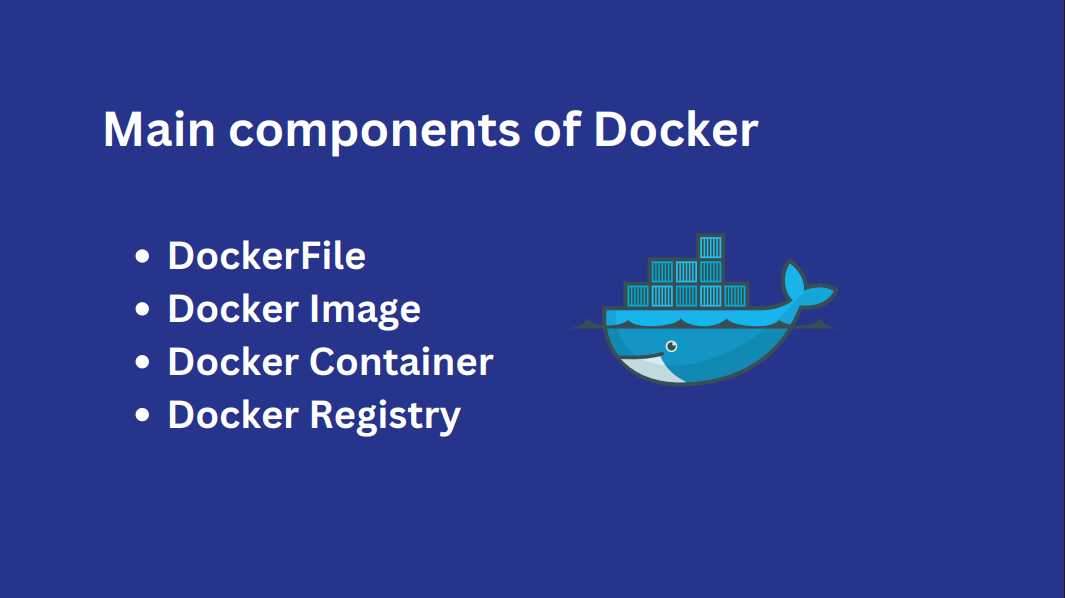 Main components of Docker
DockerFile
Docker Image
Docker Container
Docker Registry